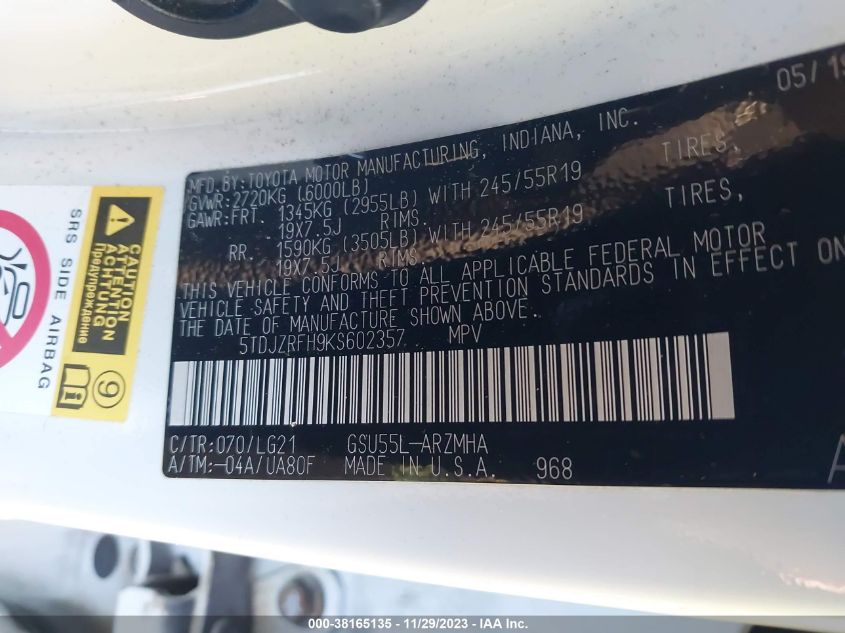 05/19
MFD.BY:TOYOTA MOTOR MANUFACTURING, INDIANA, INC.
GVWR:2720KG (6000LB)
GAWR:FRT. 1345KG (2955LB) WITH 245/55R19 TIRES,
19X7.5J RIMS
RR. 1590KG (3505LB) WITH 245/55R19 TIRES,
19X7.5J RIMS
THIS VEHICLE CONFORMS TO ALL APPLICABLE FEDERAL MOTOR
VEHICLE SAFETY AND THEFT PREVENTION STANDARDS IN EFFECT ON
THE DATE OF MANUFACTURE SHOWN ABOVE.
5TDJZRFH9KS602357 MPV
C/TR:070/LG21 GSU55L-ARZMHA
A/TM:-04A/UA80F MADE IN U.S.A. 968
A
SRS SIDE AIRBAG
CAUTION
ATTENTION
ACHTUNG
Предупреждение
9
i
000-38165135 - 11/29/2023 - IAA Inc.